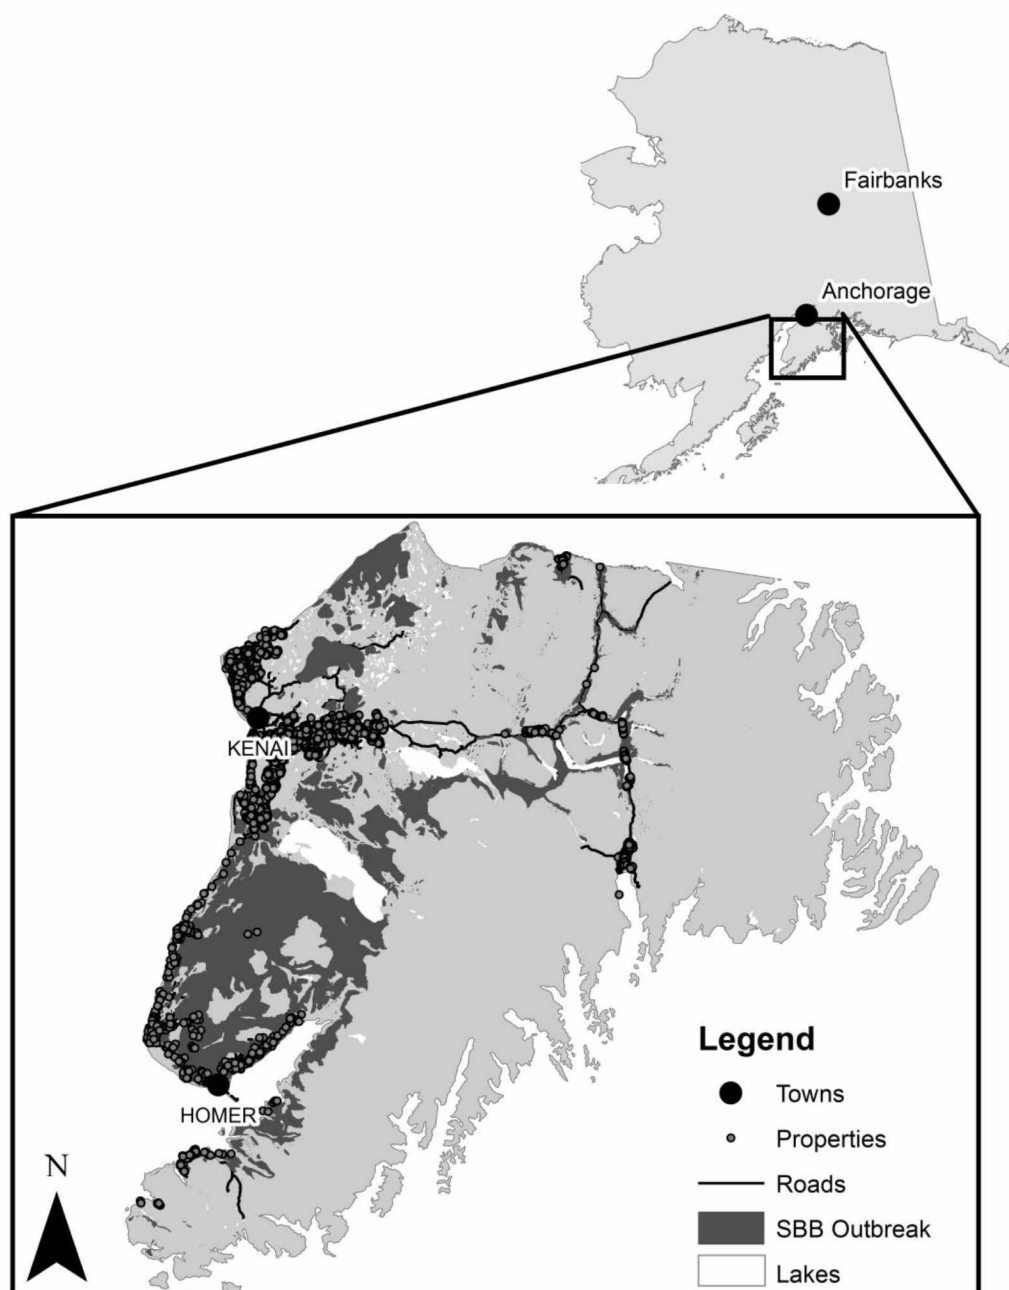 Fairbanks
Anchorage
KENAI
HOMER
N
Legend
Towns
Properties
Roads
SBB Outbreak
Lakes